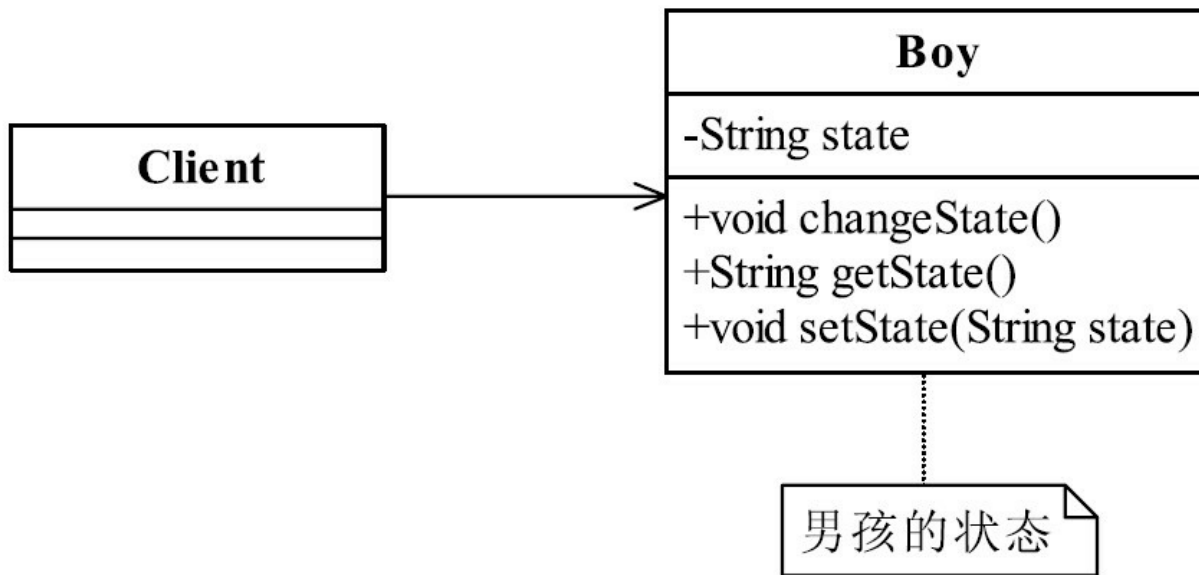 Client
Boy
-String state
+void changeState()
+String getState()
+void setState(String state)
男孩的状态